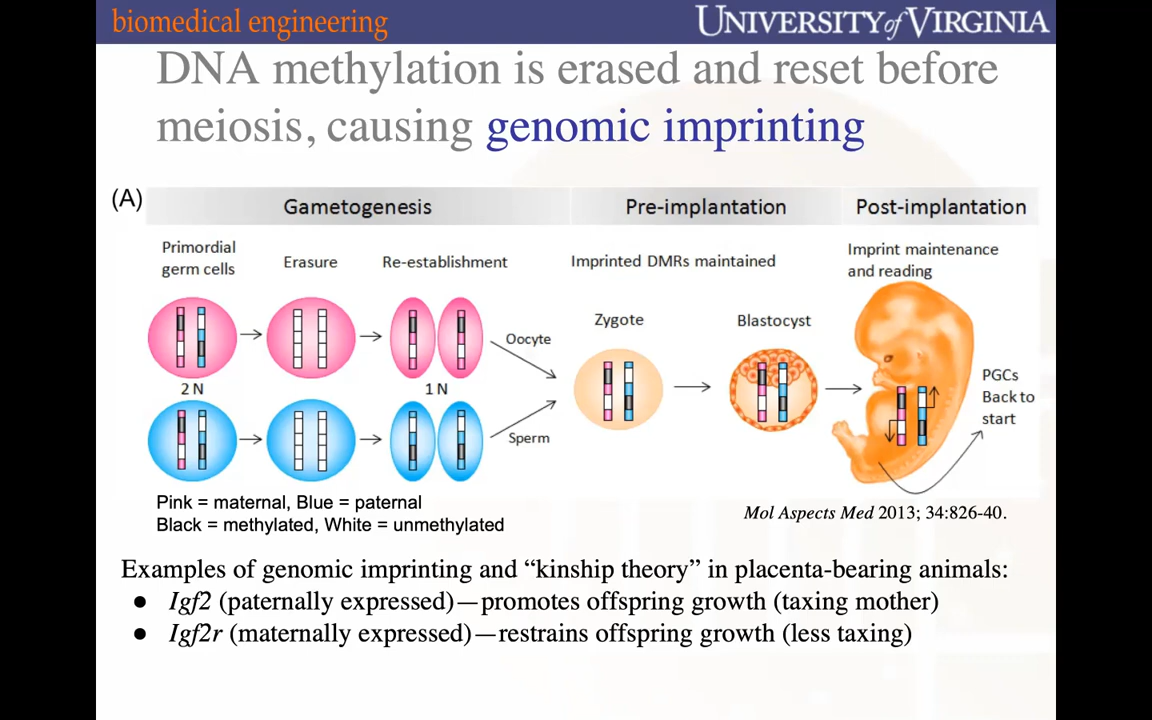 biomedical engineering
UNIVERSITY of VIRGINIA
DNA methylation is erased and reset before
meiosis, causing genomic imprinting
(A)
Gametogenesis
Pre-implantation
Post-implantation
Primordial
germ cells
Erasure
Re-establishment
Imprinted DMRs maintained
Imprint maintenance
and reading
Zygote
Blastocyst
Oocyte
2 N
1 N
Sperm
PGCs
Back to
start
Pink = maternal, Blue = paternal
Black = methylated, White = unmethylated
Mol Aspects Med 2013; 34:826-40.
Examples of genomic imprinting and “kinship theory” in placenta-bearing animals:
● Igf2 (paternally expressed)—promotes offspring growth (taxing mother)
● Igf2r (maternally expressed)—restrains offspring growth (less taxing)